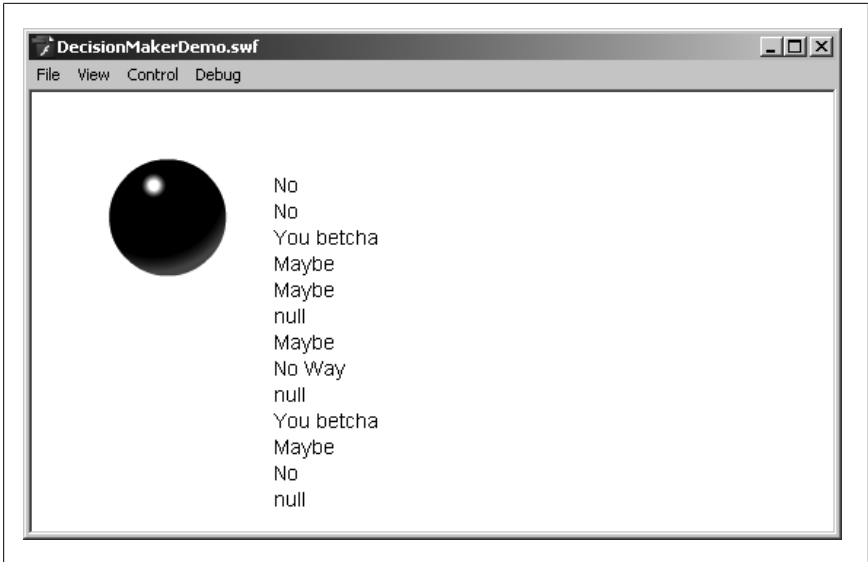 DecisionMakerDemo.swf
File View Control Debug
No
No
You betcha
Maybe
Maybe
null
Maybe
No Way
null
You betcha
Maybe
No
null